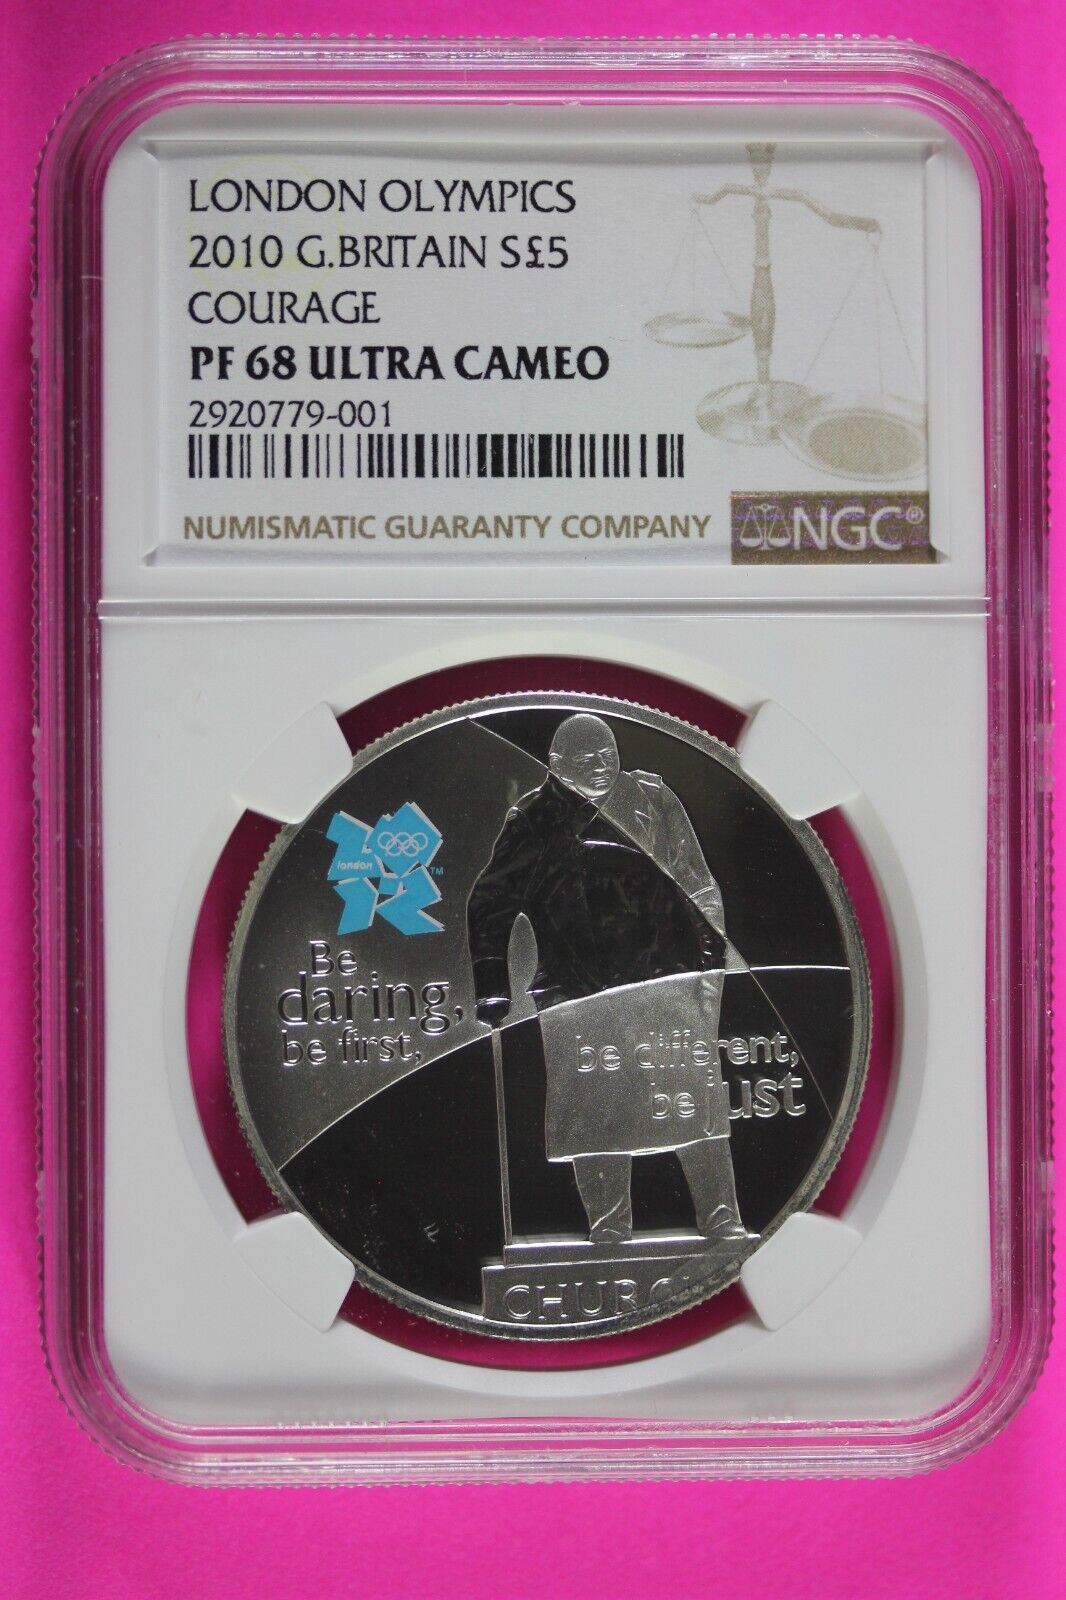 LONDON OLYMPICS
2010 G.BRITAIN S£5
COURAGE
PF 68 ULTRA CAMEO
2920779-001
NUMISMATIC GUARANTY COMPANY
NGC®
london
™
Be
daring,
be first,
be different,
be just